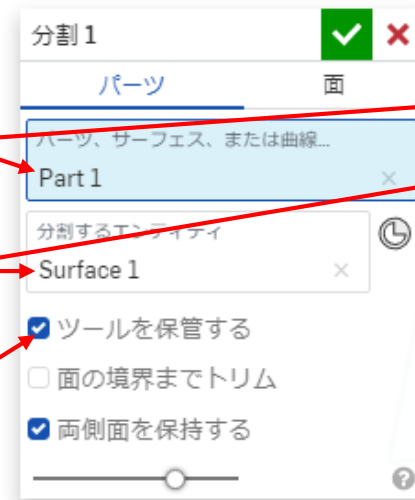 分割 1
パーツ 面
パーツ、サーフェス、または曲線...
Part 1
分割するエンティティ
Surface 1
ツールを保管する
面の境界までトリム
両側面を保持する